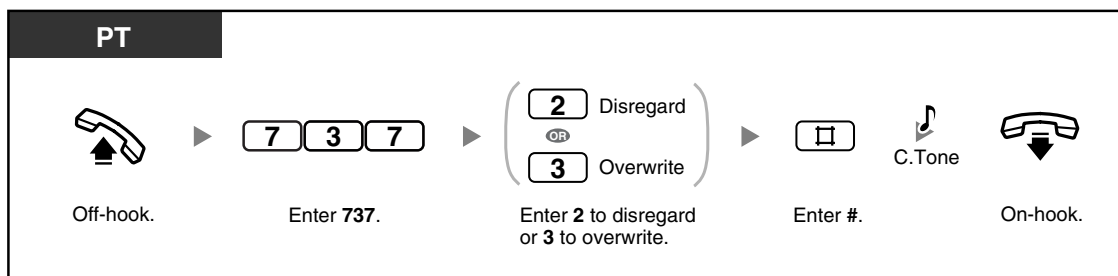 PT
7 3 7
2 Disregard
OR
3 Overwrite
#
C.Tone
Off-hook.
Enter 737.
Enter 2 to disregard
or 3 to overwrite.
Enter #.
On-hook.